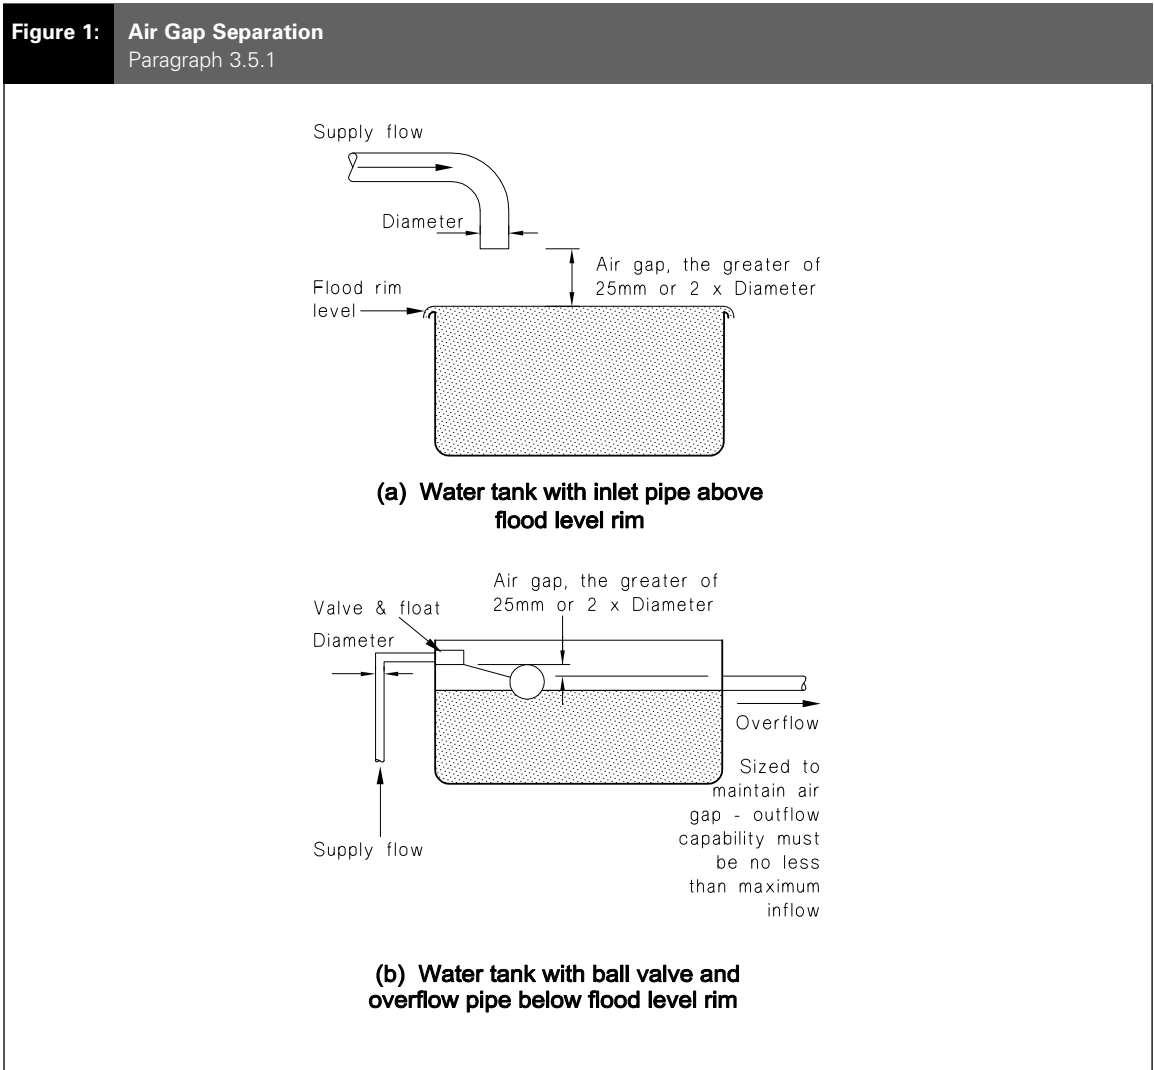 Figure 1:
Air Gap Separation
Paragraph 3.5.1
Supply flow
Diameter
Air gap, the greater of
25mm or 2 x Diameter
Flood rim
level
(a) Water tank with inlet pipe above
flood level rim
Air gap, the greater of
25mm or 2 x Diameter
Valve & float
Diameter
Overflow
Sized to
maintain air
gap - outflow
capability must
be no less
than maximum
inflow
Supply flow
(b) Water tank with ball valve and
overflow pipe below flood level rim